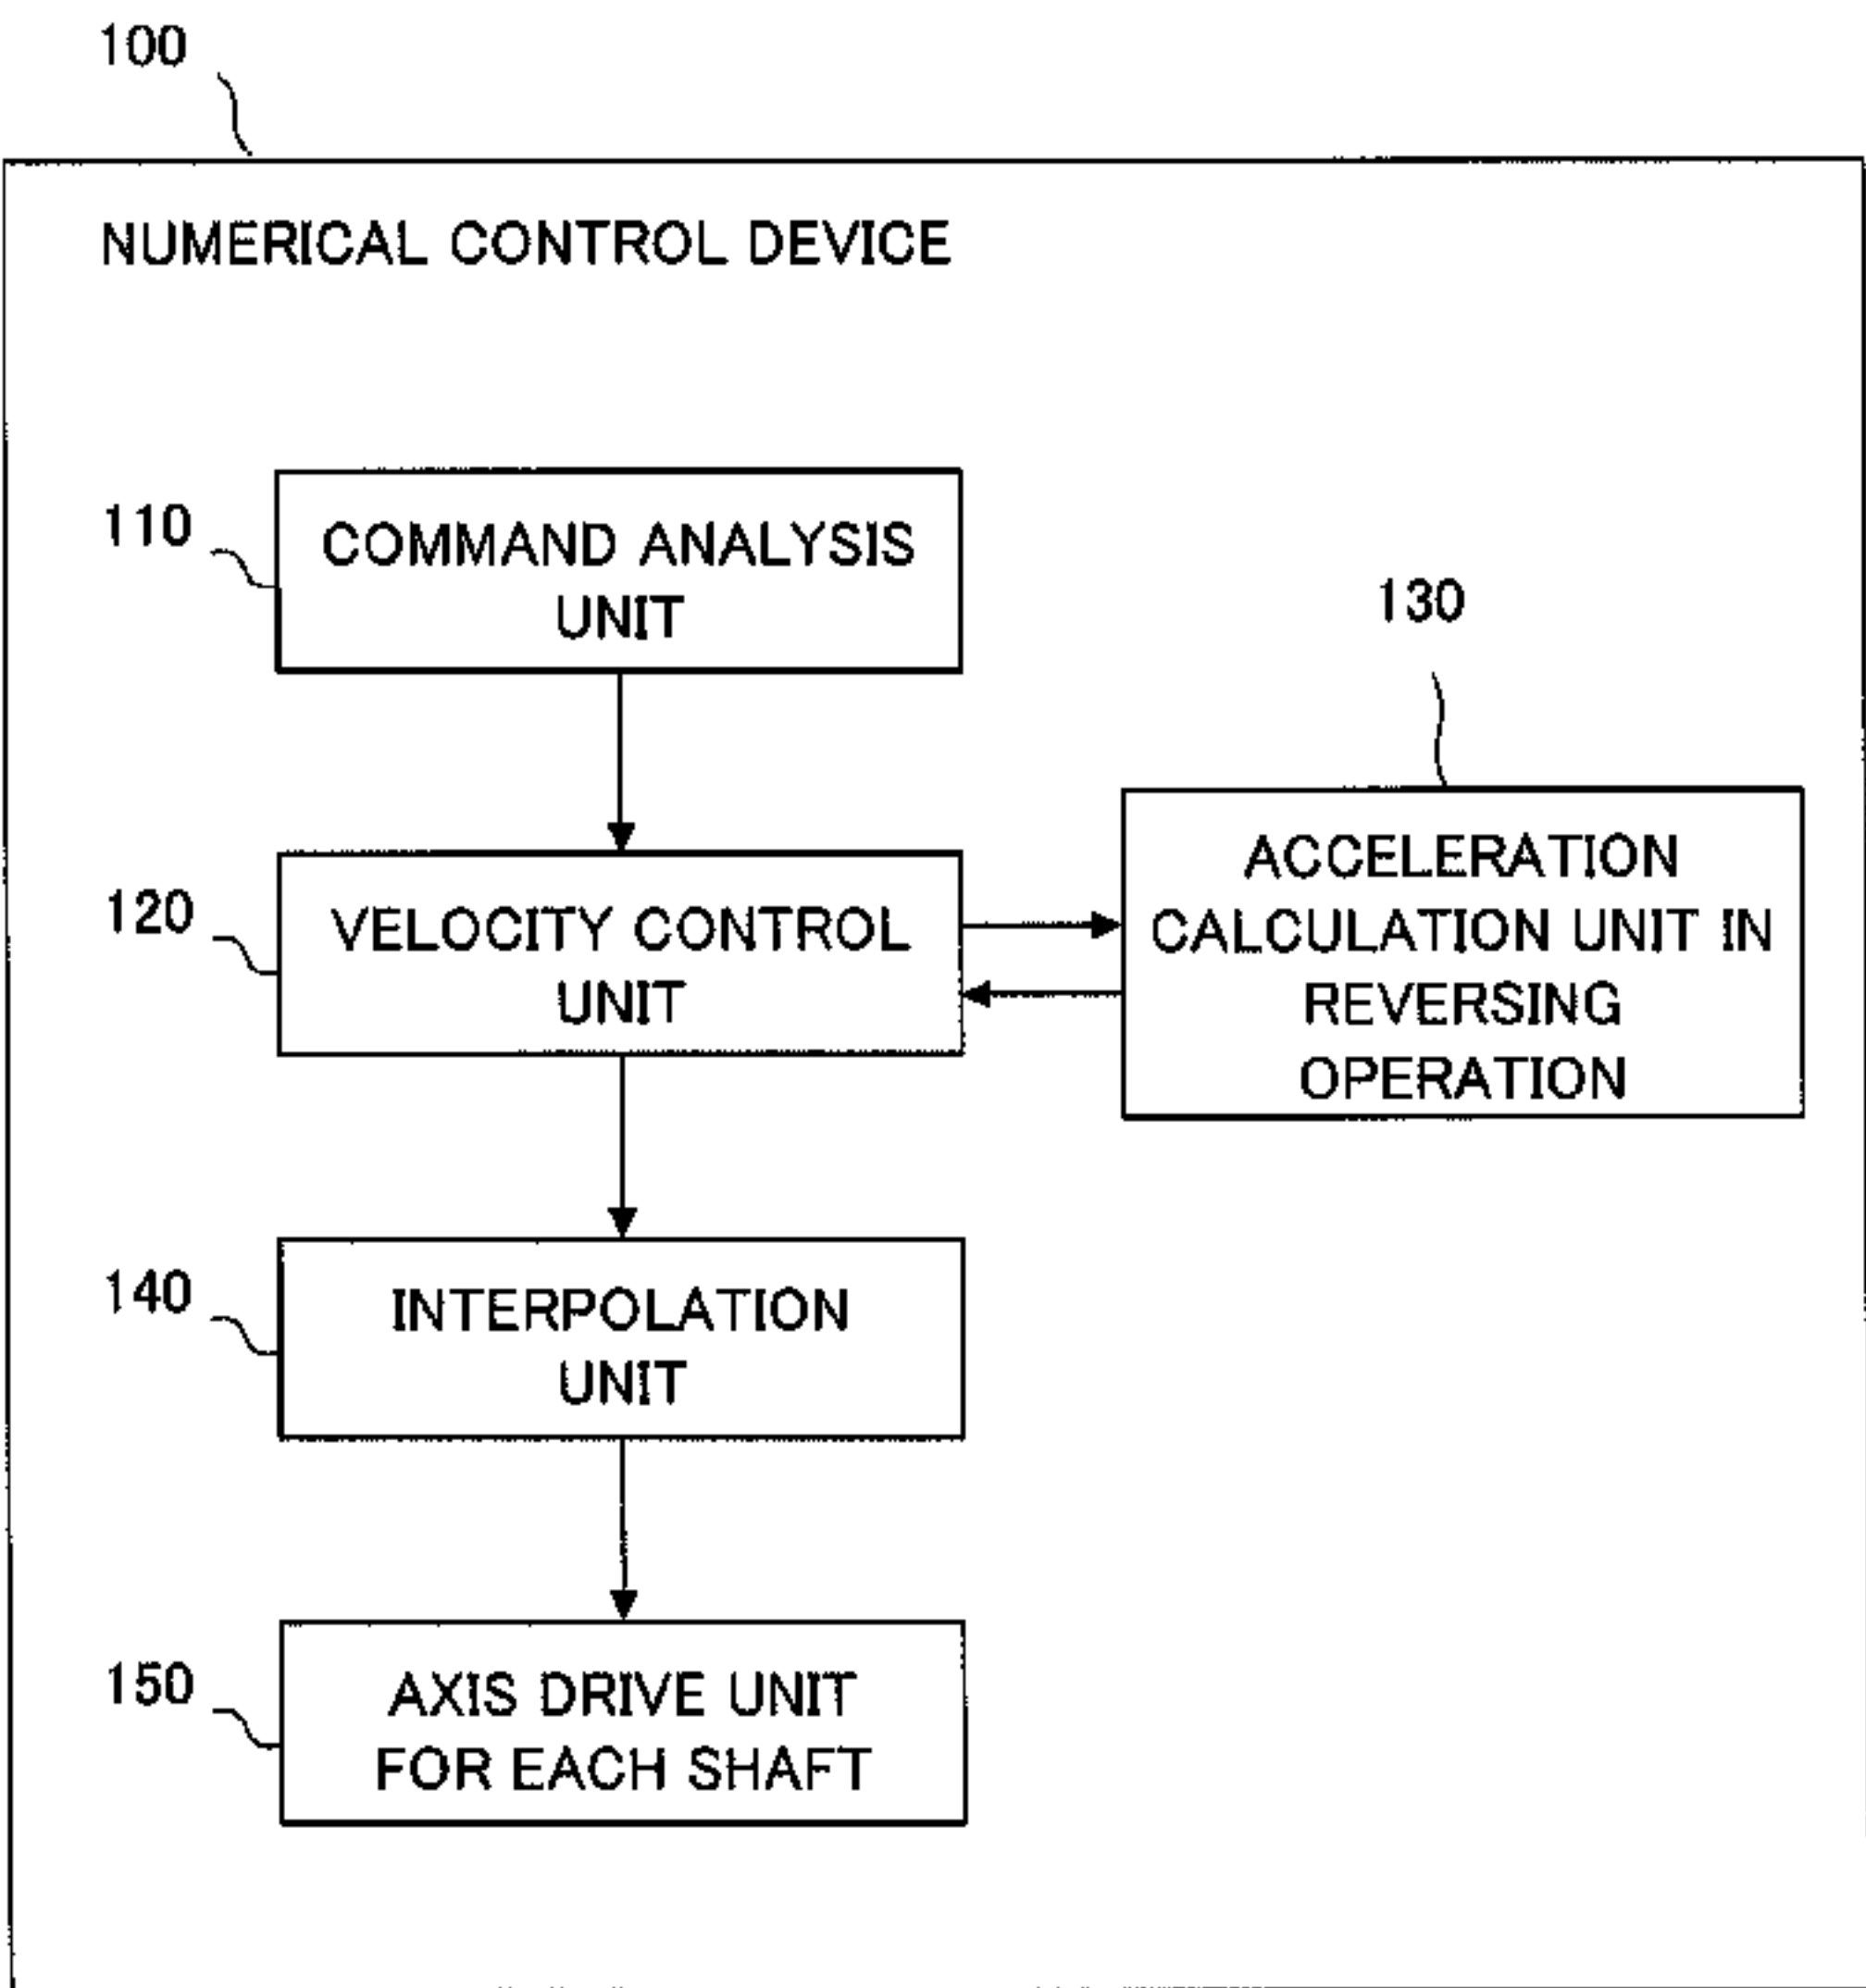 100
NUMERICAL CONTROL DEVICE
110
COMMAND ANALYSIS
UNIT
130
120
VELOCITY CONTROL
UNIT
ACCELERATION
CALCULATION UNIT IN
REVERSING
OPERATION
140
INTERPOLATION
UNIT
150
AXIS DRIVE UNIT
FOR EACH SHAFT